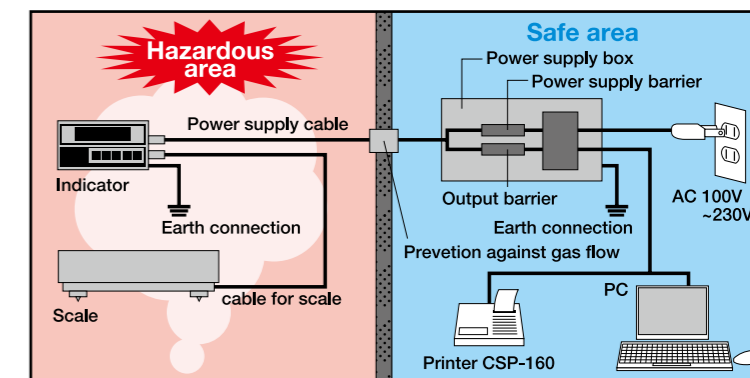 Hazardous
area
Safe area
Power supply box
Power supply barrier
Power supply cable
Indicator
Output barrier
AC 100V
~230V
Earth connection
Earth connection
Prevetion against gas flow
cable for scale
Scale
PC
Printer CSP-160